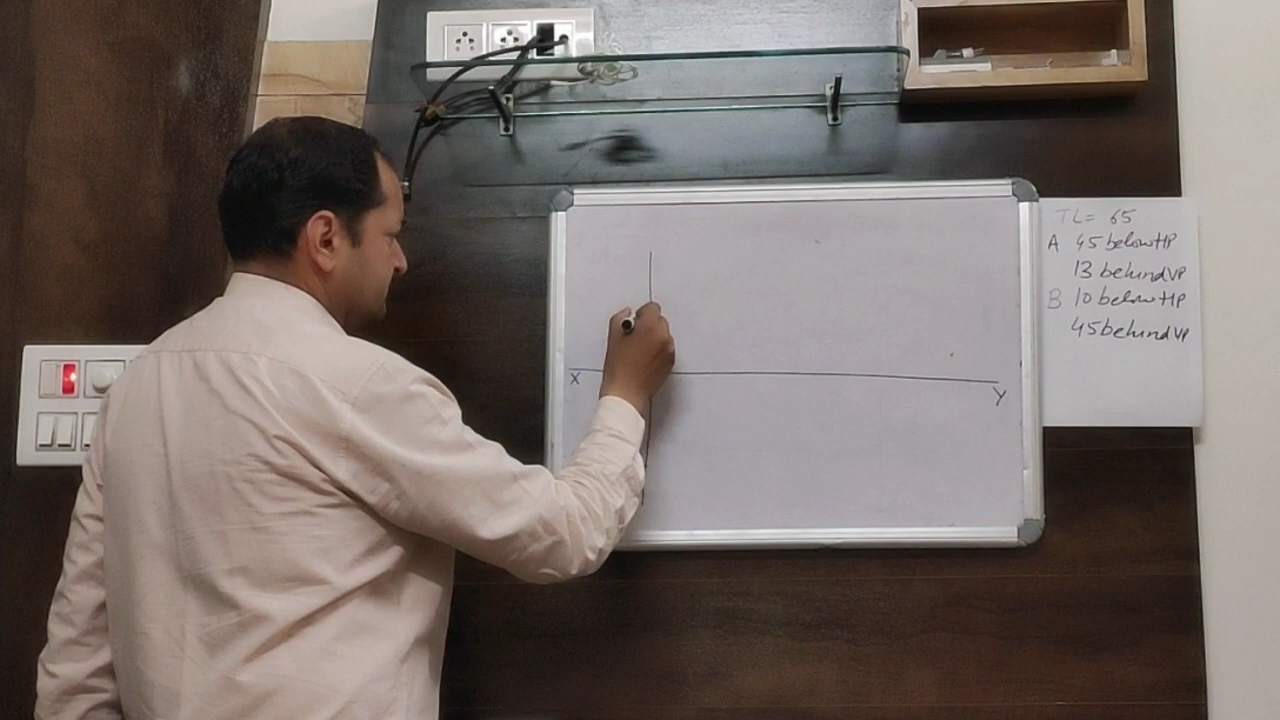 X
Y
TL = 65
A 45 below HP
13 behind VP
B 10 below HP
45 behind VP